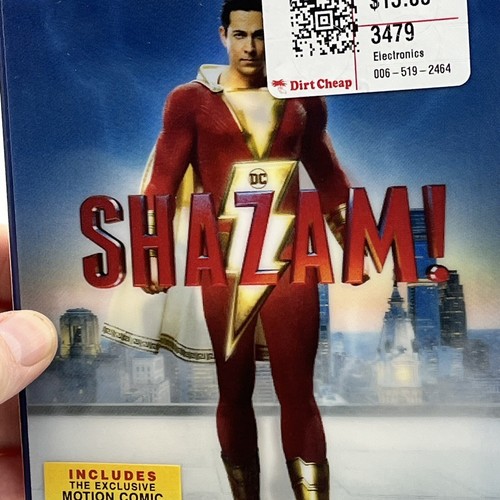 3479
Electronics
006-519-2464
Dirt Cheap
DC
SHAZAM!
INCLUDES
THE EXCLUSIVE
MOTION COMIC